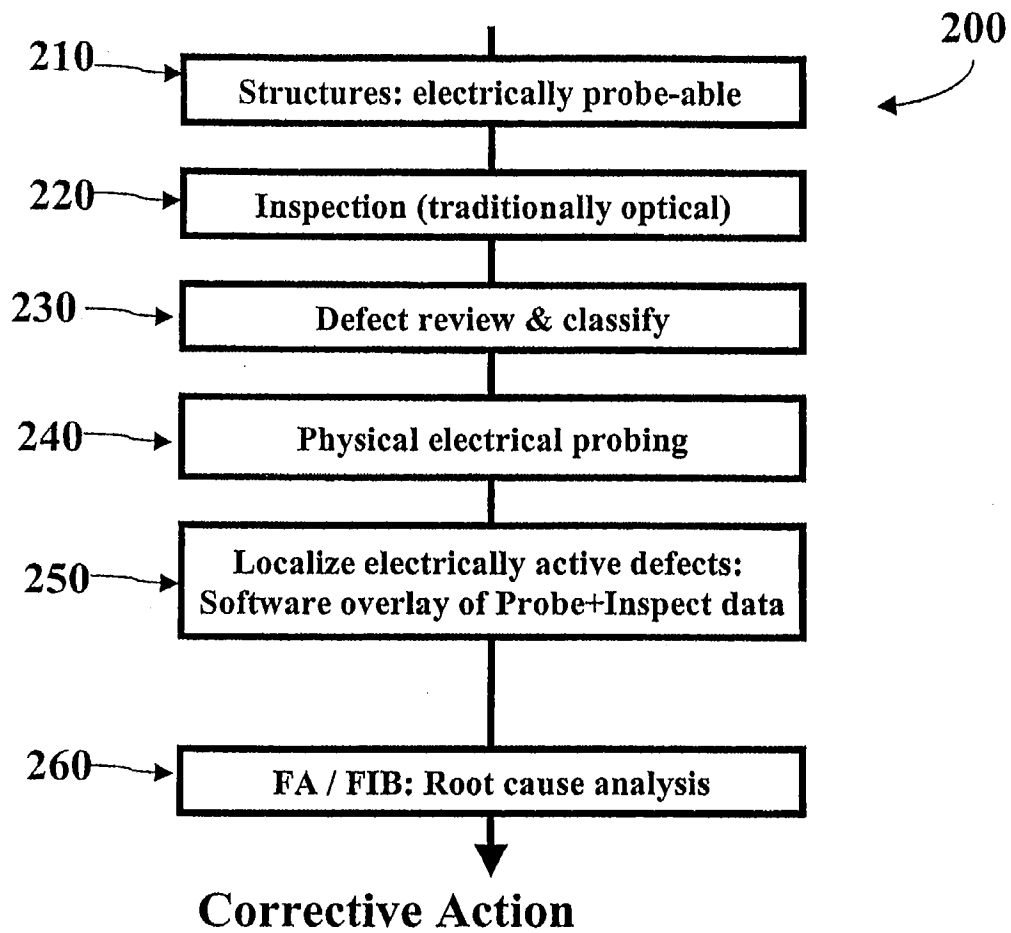 200
210
Structures: electrically probe-able
220
Inspection (traditionally optical)
230
Defect review & classify
240
Physical electrical probing
250
Localize electrically active defects:
Software overlay of Probe+Inspect data
260
FA / FIB: Root cause analysis
Corrective Action